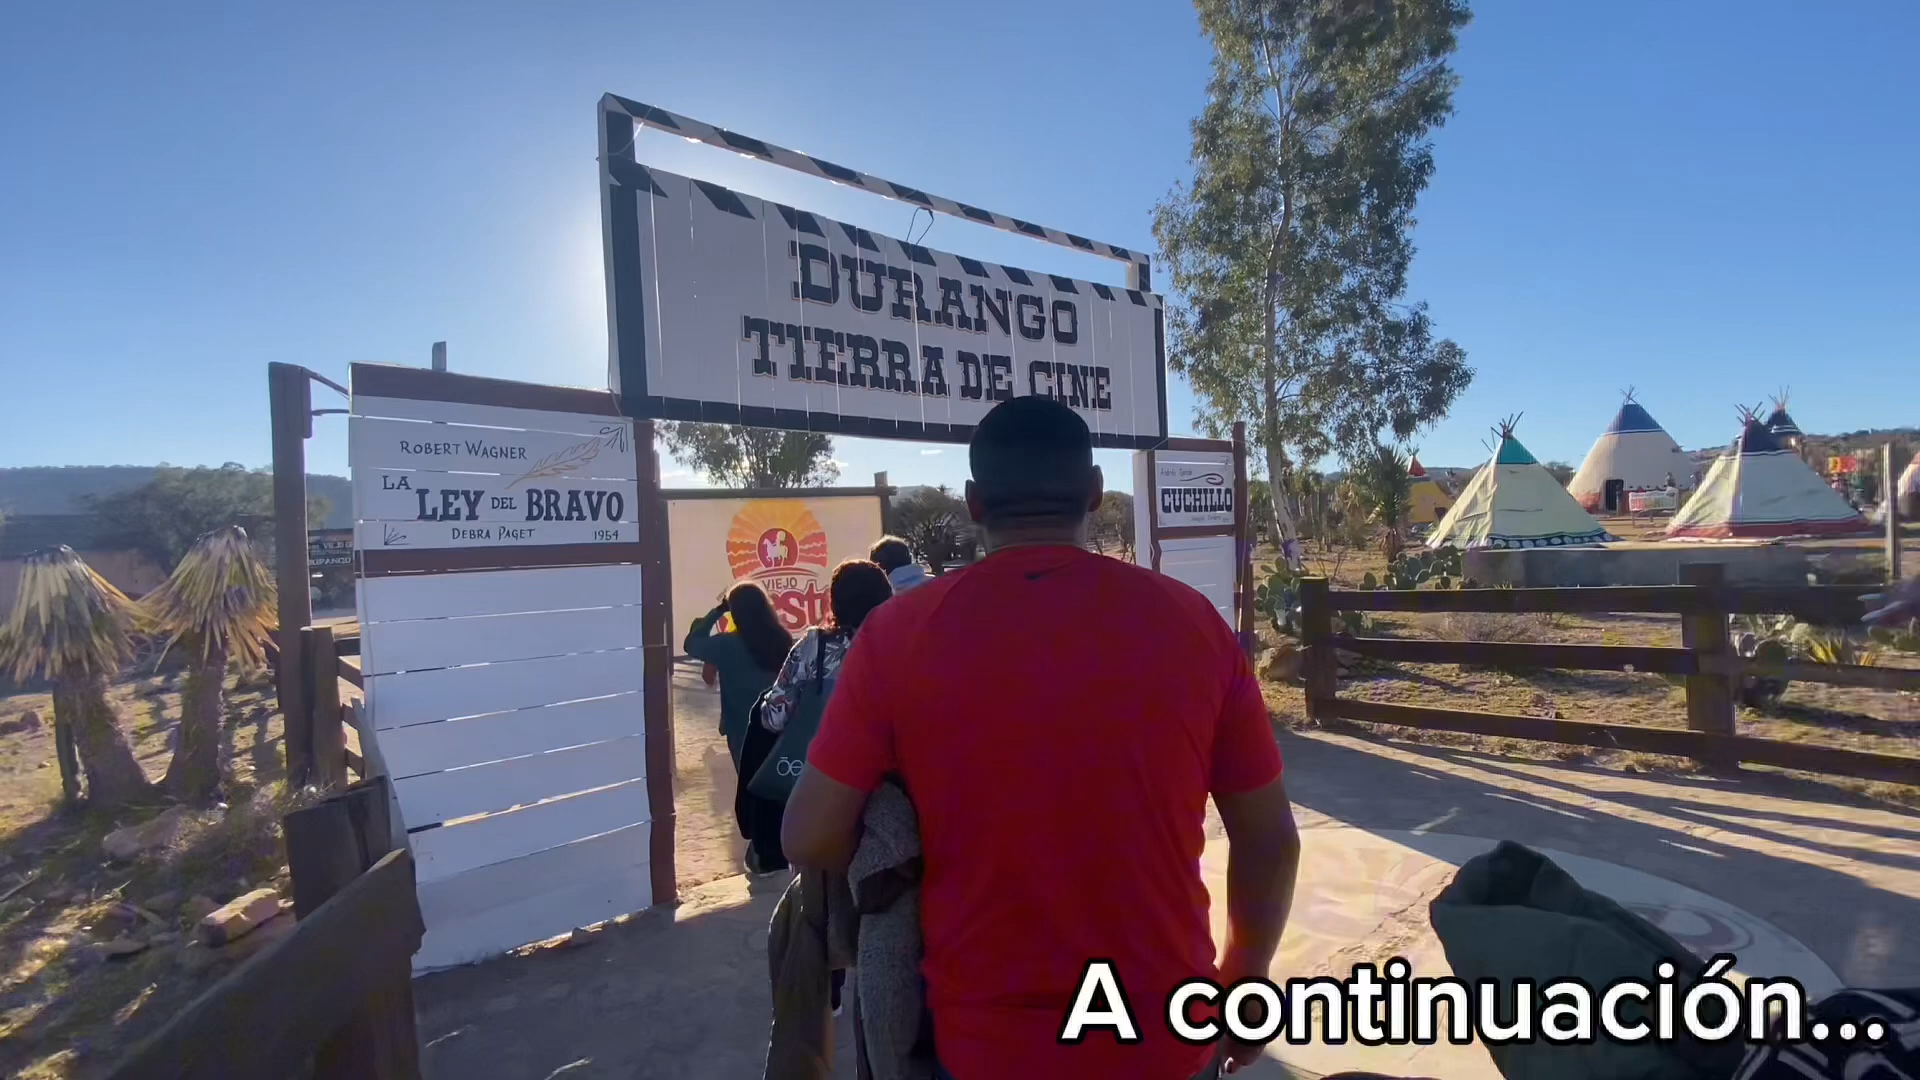 DURANGO
TIERRA DE CINE
ROBERT WAGNER
LA LEY DEL BRAVO
DEBRA PAGET 1954
CUCHILLO
VIEJO
A continuación...